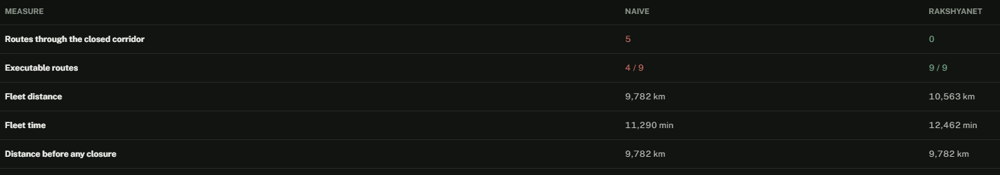 MEASURE NAIVE RAKSHYANET
Routes through the closed corridor 5 0
Executable routes 4 / 9 9 / 9
Fleet distance 9,782 km 10,563 km
Fleet time 11,290 min 12,462 min
Distance before any closure 9,782 km 9,782 km